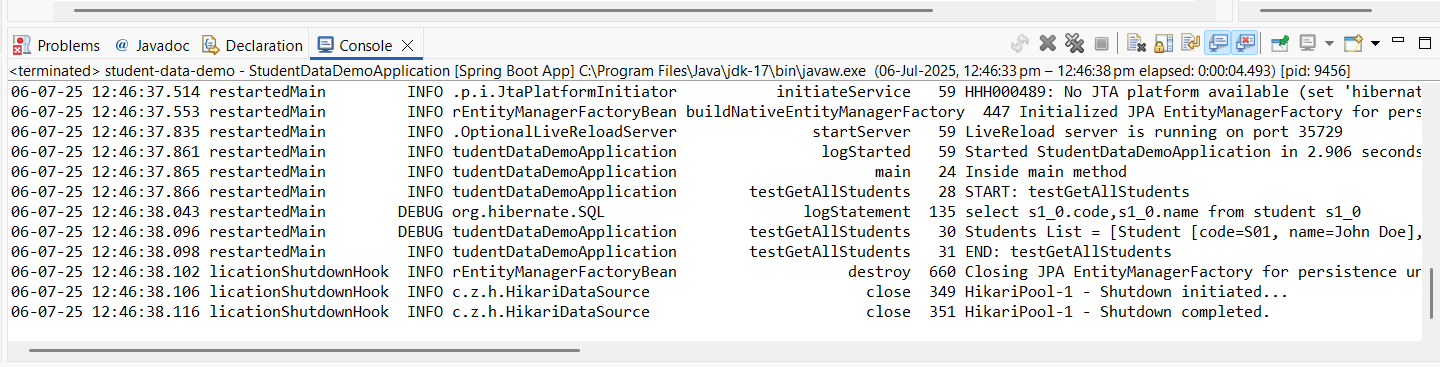 Problems @ Javadoc Declaration Console
<terminated> student-data-demo - StudentDataDemoApplication [Spring Boot App] C:\Program Files\Java\jdk-17\bin\javaw.exe (06-Jul-2025, 12:46:33 pm – 12:46:38 pm elapsed: 0:00:04.493) [pid: 9456]
06-07-25 12:46:37.514 restartedMain INFO .p.i.JtaPlatformInitiator initiateService 59 HHH000489: No JTA platform available (set 'hibernat
06-07-25 12:46:37.553 restartedMain INFO rEntityManagerFactoryBean buildNativeEntityManagerFactory 447 Initialized JPA EntityManagerFactory for pers
06-07-25 12:46:37.835 restartedMain INFO .OptionalLiveReloadServer startServer 59 LiveReload server is running on port 35729
06-07-25 12:46:37.861 restartedMain INFO tudentDataDemoApplication logStarted 59 Started StudentDataDemoApplication in 2.906 seconds
06-07-25 12:46:37.865 restartedMain INFO tudentDataDemoApplication main 24 Inside main method
06-07-25 12:46:37.866 restartedMain INFO tudentDataDemoApplication testGetAllStudents 28 START: testGetAllStudents
06-07-25 12:46:38.043 restartedMain DEBUG org.hibernate.SQL logStatement 135 select s1_0.code,s1_0.name from student s1_0
06-07-25 12:46:38.096 restartedMain DEBUG tudentDataDemoApplication testGetAllStudents 30 Students List = [Student [code=S01, name=John Doe],
06-07-25 12:46:38.098 restartedMain INFO tudentDataDemoApplication testGetAllStudents 31 END: testGetAllStudents
06-07-25 12:46:38.102 licationShutdownHook INFO rEntityManagerFactoryBean destroy 660 Closing JPA EntityManagerFactory for persistence un
06-07-25 12:46:38.106 licationShutdownHook INFO c.z.h.HikariDataSource close 349 HikariPool-1 - Shutdown initiated...
06-07-25 12:46:38.116 licationShutdownHook INFO c.z.h.HikariDataSource close 351 HikariPool-1 - Shutdown completed.